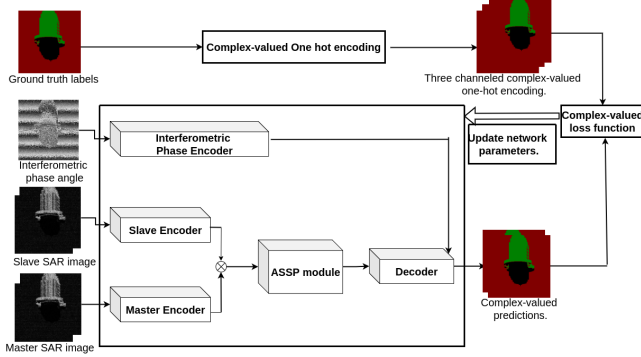 Complex-valued One hot encoding
Ground truth labels
Three channeled complex-valued
one-hot encoding.
Complex-valued
loss function
Update network
parameters.
Interferometric
Phase Encoder
Interferometric
phase angle
Slave Encoder
Slave SAR image
ASSP module
Decoder
Master Encoder
Master SAR image
Complex-valued
predictions.